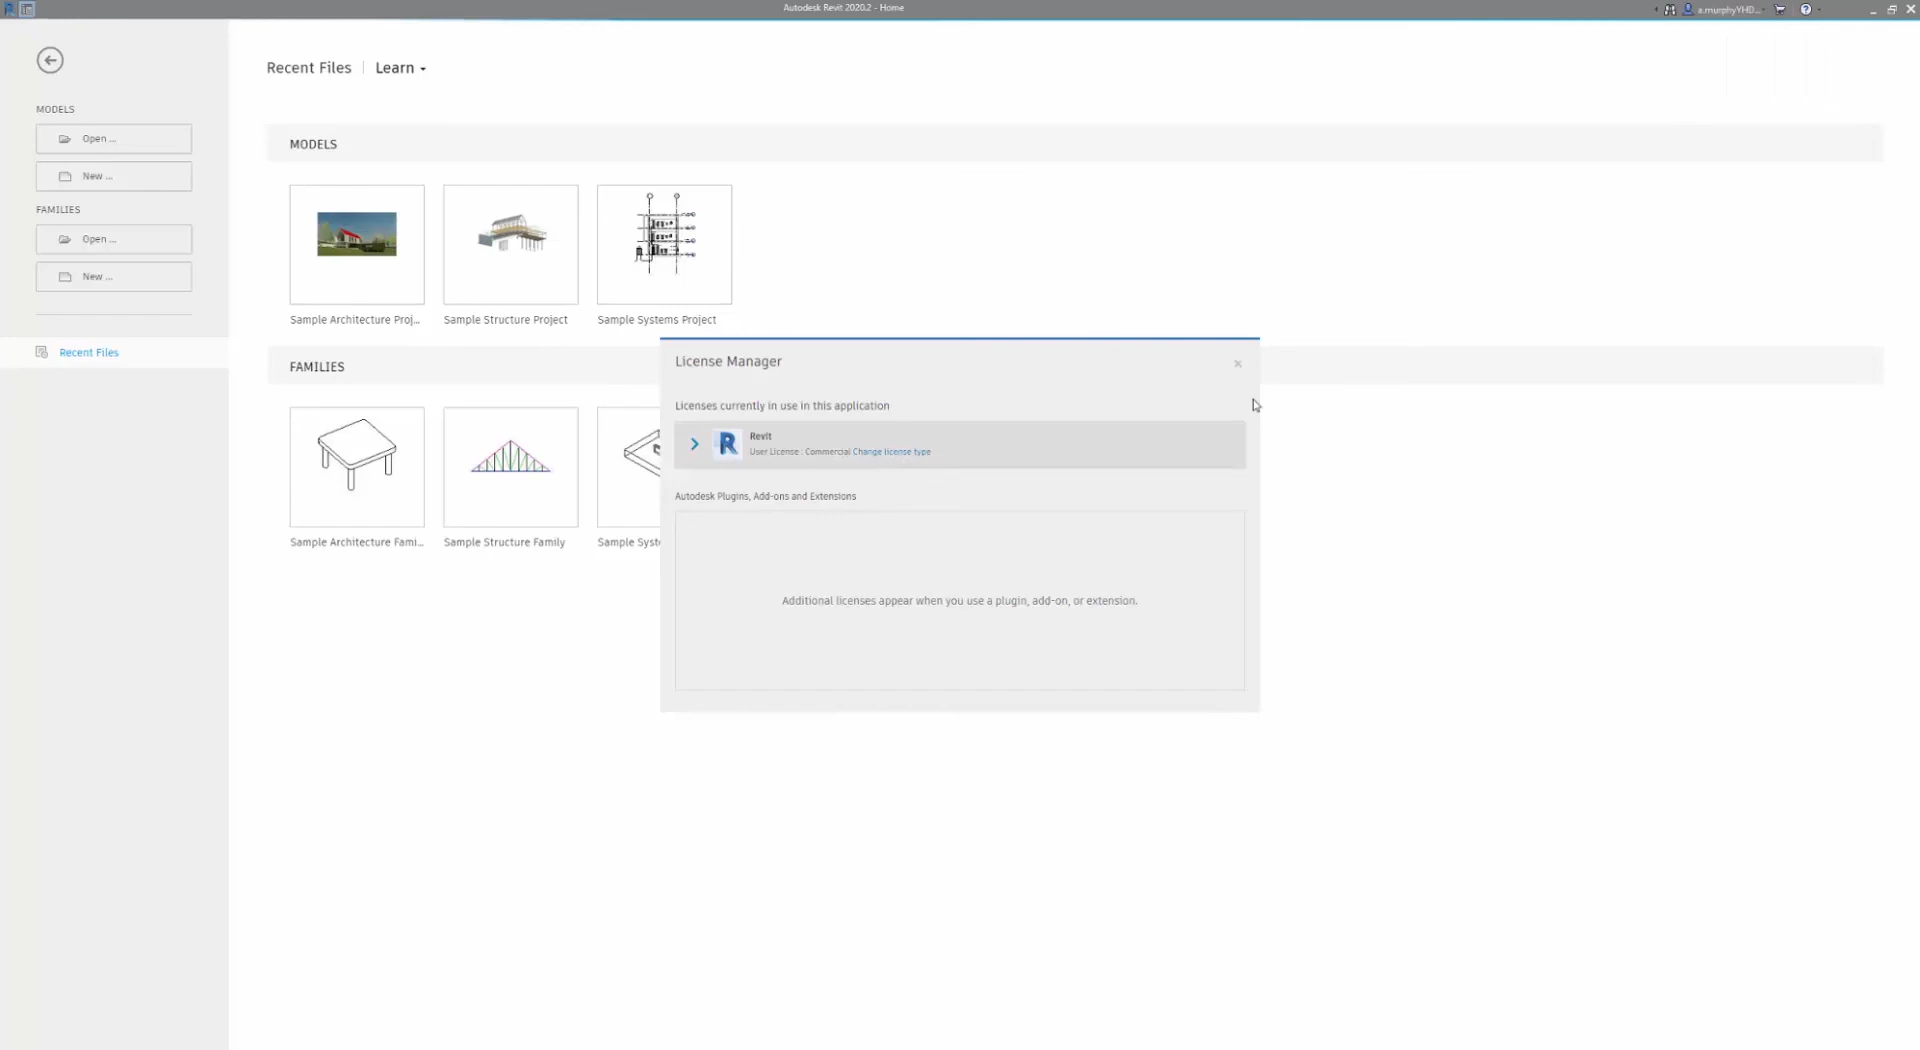 Autodesk Revit 2020.2 - Home
a.murphyYHD...
Recent Files
Learn
MODELS
Open ...
New ...
FAMILIES
Open ...
New ...
Recent Files
MODELS
Sample Architecture Proj...
Sample Structure Project
Sample Systems Project
FAMILIES
Sample Architecture Fami...
Sample Structure Family
Sample Syste
License Manager
Licenses currently in use in this application
Revit
User License : Commercial Change license type
Autodesk Plugins, Add-ons and Extensions
Additional licenses appear when you use a plugin, add-on, or extension.